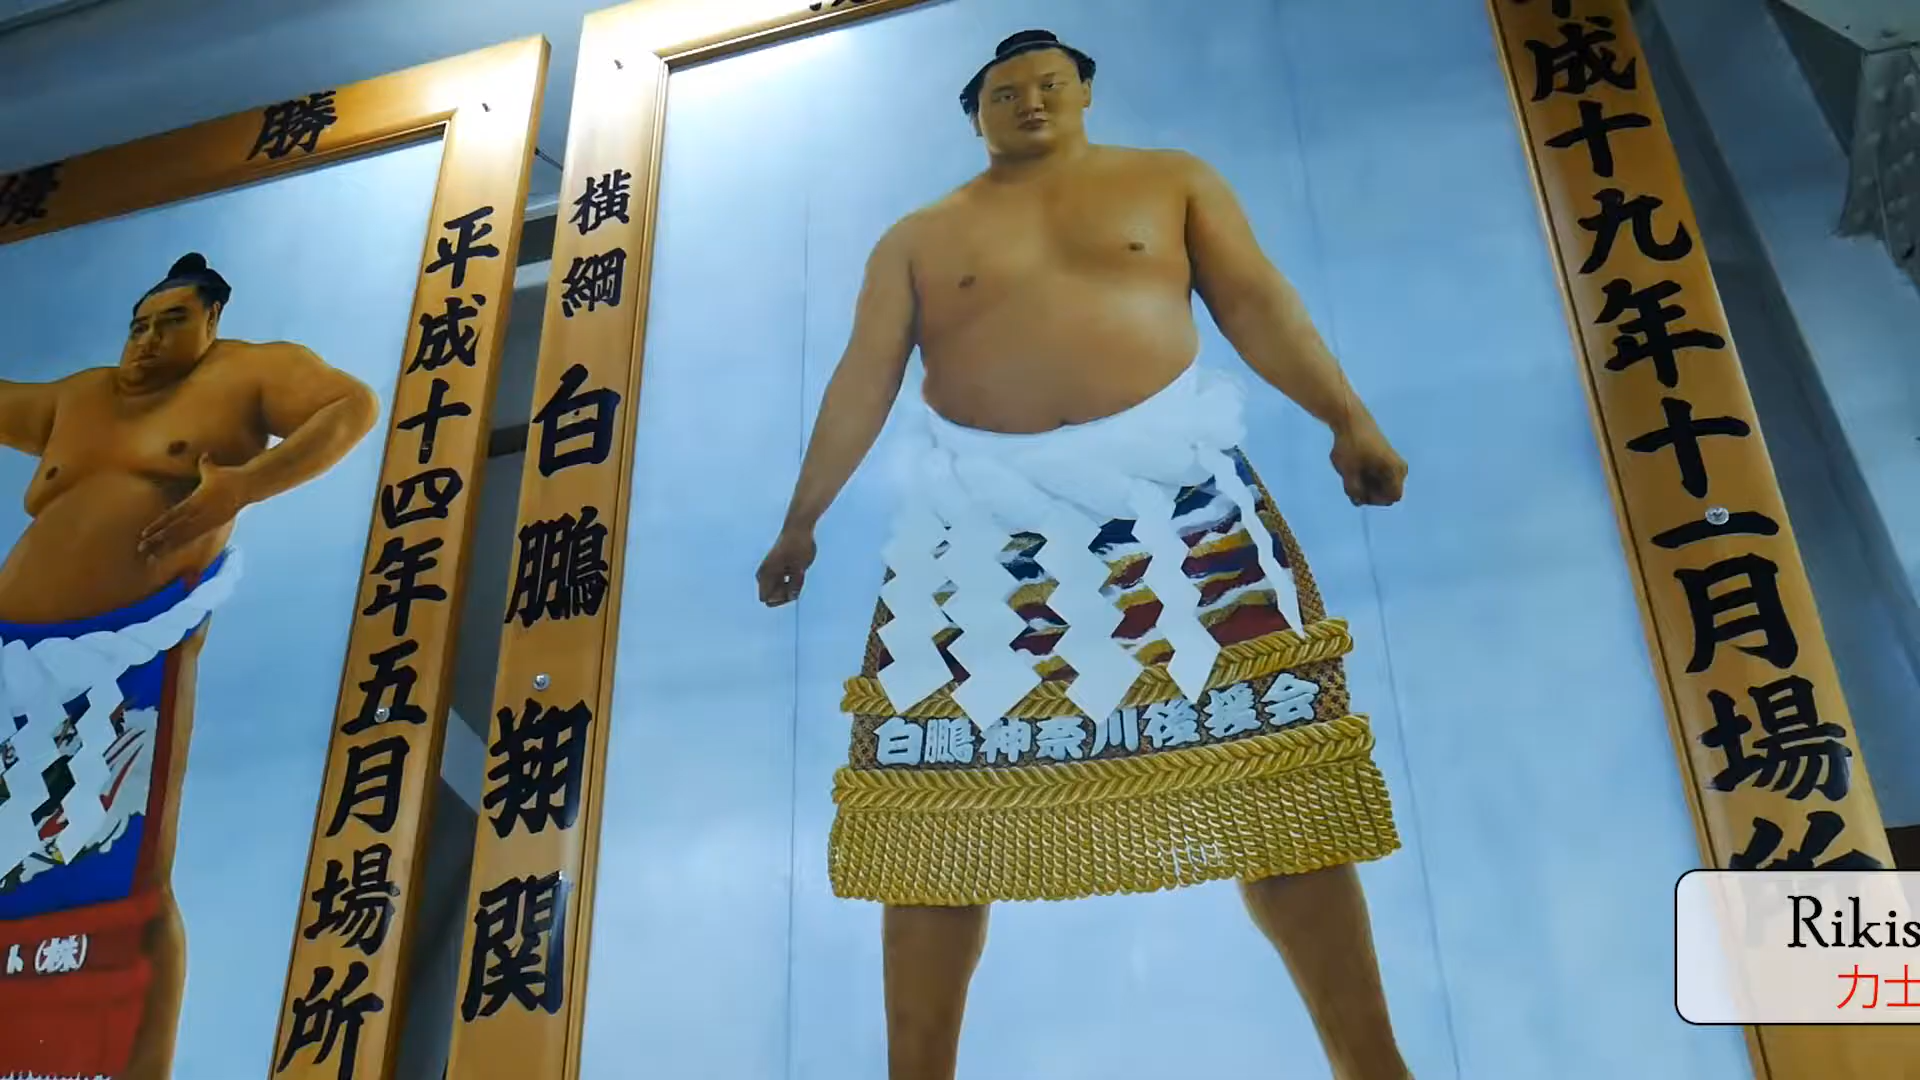 優勝
平成十四年五月場所
ト(株)
横綱 白鵬翔関
平成十九年十一月場所
白鵬神奈川後援会
Rikis
力士